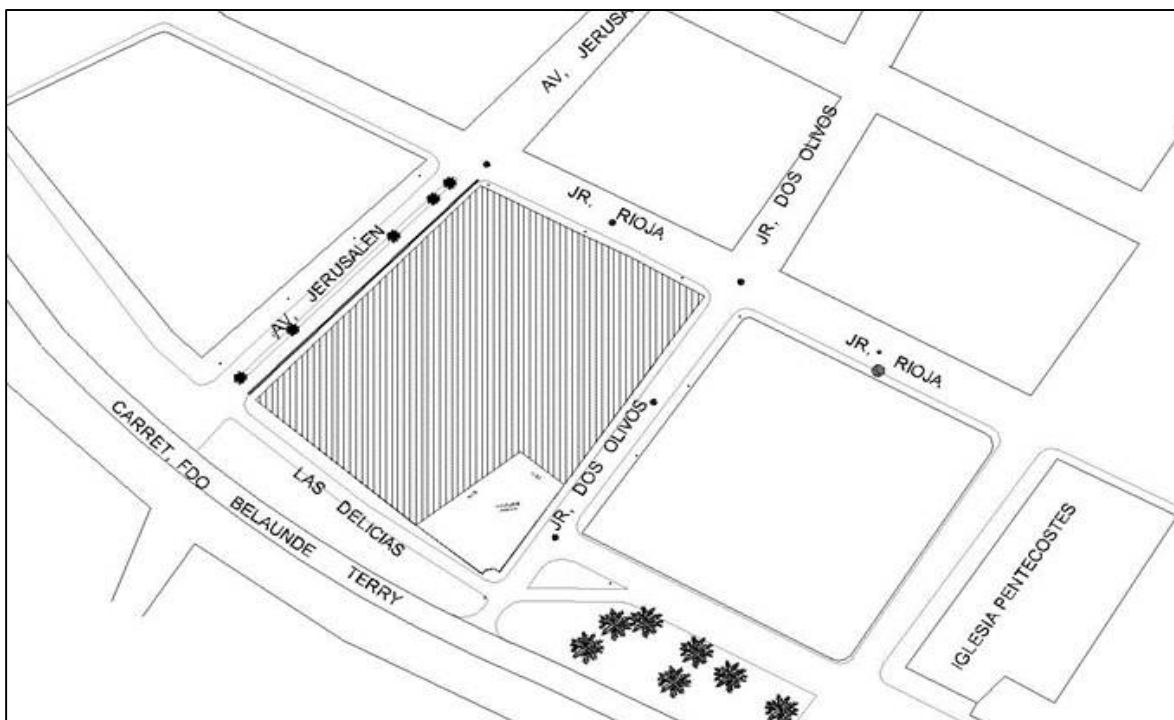 AV, JERUSA
JR, DOS OLIVOS
JR, RIOJA
AV, JERUSALEN
JR, RIOJA
JR, DOS OLIVOS
LAS DELICIAS
CARRET, FDO BELAUNDE TERRY
IGLESIA PENTECOSTES